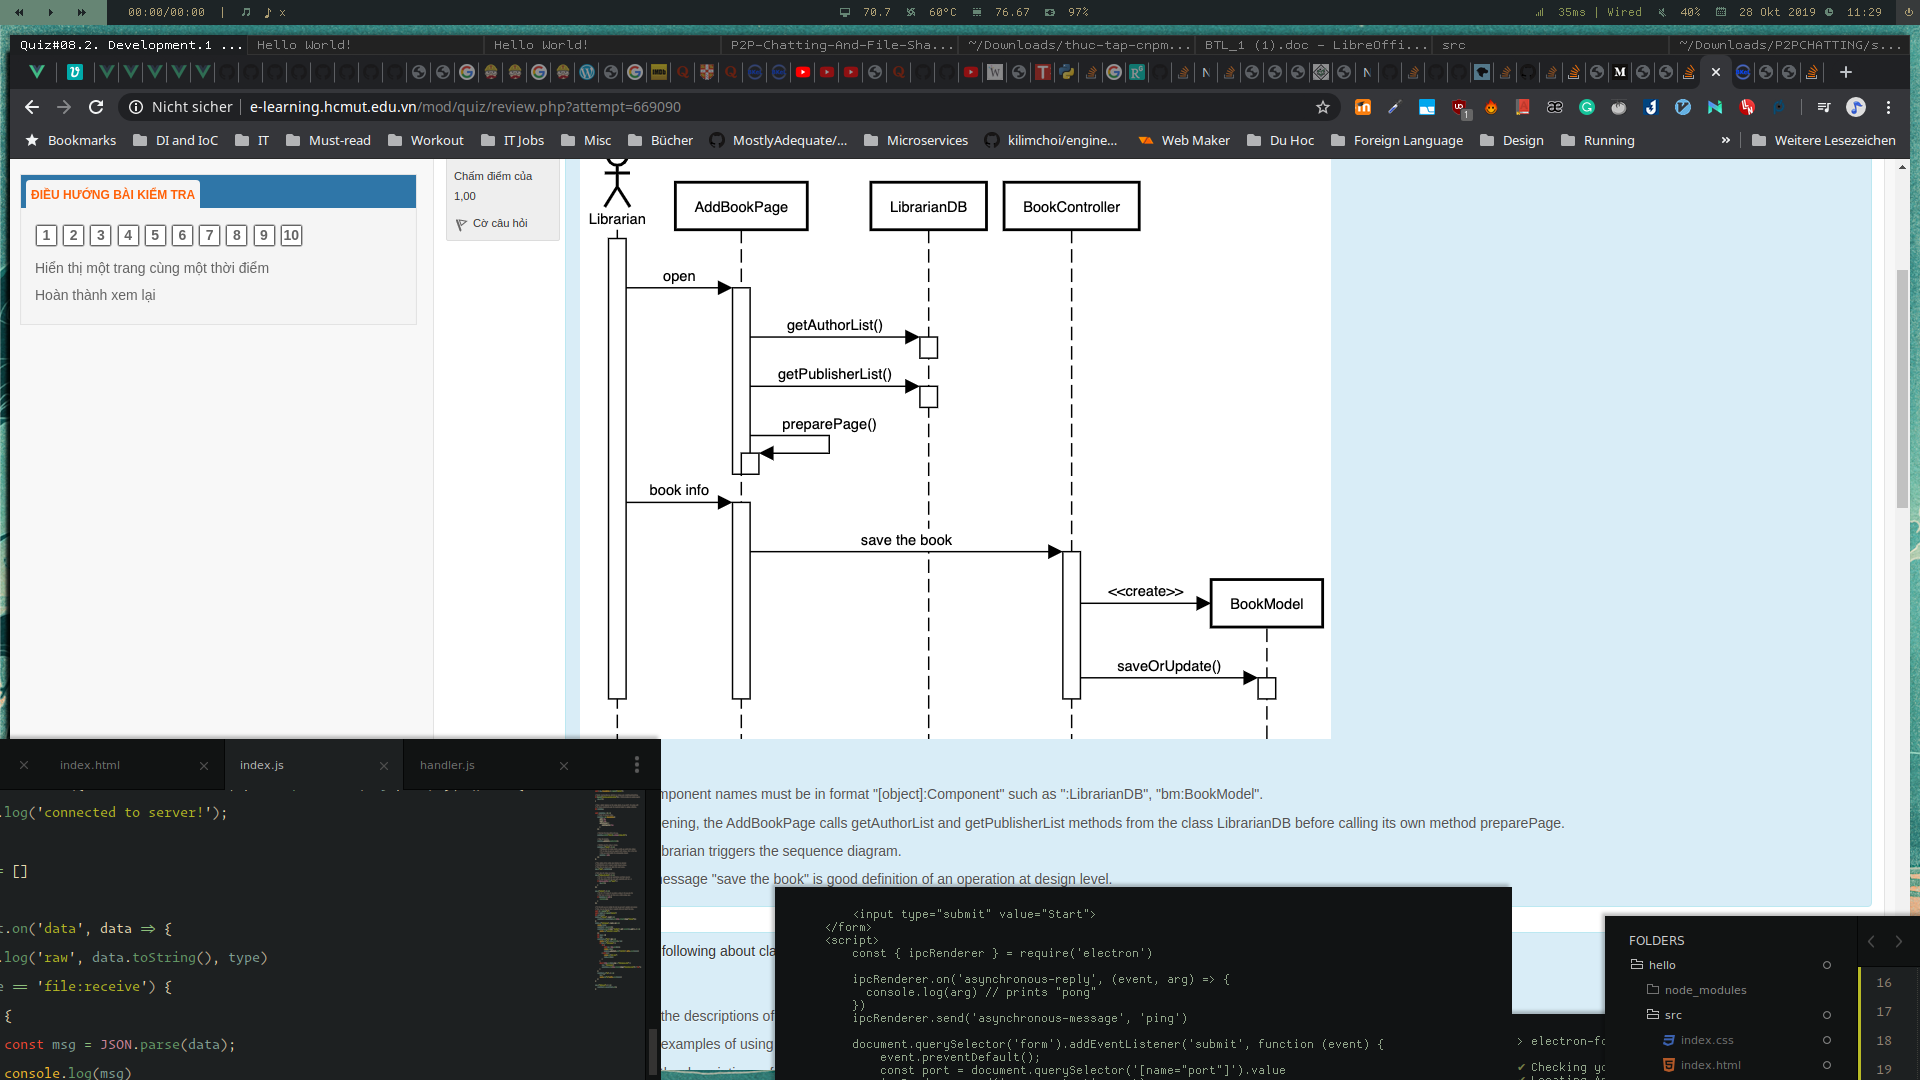 00:00/00:00 | x
70.7 60°C 76.67 97%
35ms | Wired 40% 28 Okt 2019 11:29
Quiz#08.2. Development.1 ...
Hello World!
Hello World!
P2P-Chatting-And-File-Sha...
~/Downloads/thuc-tap-cnpm...
BTL_1 (1).doc - LibreOffi...
src
~/Downloads/P2PCHATTING/s...
Nicht sicher | e-learning.hcmut.edu.vn/mod/quiz/review.php?attempt=669090
Bookmarks DI and IoC IT Must-read Workout IT Jobs Misc Bücher MostlyAdequate/... Microservices kilimchoi/engine... Web Maker Du Hoc Foreign Language Design Running » Weitere Lesezeichen
ĐIỀU HƯỚNG BÀI KIỂM TRA
1 2 3 4 5 6 7 8 9 10
Hiển thị một trang cùng một thời điểm
Hoàn thành xem lại
Chấm điểm của
1,00
Cờ câu hỏi
Librarian
AddBookPage
LibrarianDB
BookController
open
getAuthorList()
getPublisherList()
preparePage()
book info
save the book
<<create>>
BookModel
saveOrUpdate()
mponent names must be in format "[object]:Component" such as ":LibrarianDB", "bm:BookModel".
ening, the AddBookPage calls getAuthorList and getPublisherList methods from the class LibrarianDB before calling its own method preparePage.
brarian triggers the sequence diagram.
essage "save the book" is good definition of an operation at design level.
following about cla
the descriptions of
examples of using
index.html
index.js
handler.js
.log('connected to server!');
= []
t.on('data', data => {
.log('raw', data.toString(), type)
e == 'file:receive') {
{
const msg = JSON.parse(data);
console.log(msg)
<input type="submit" value="Start">
</form>
<script>
const { ipcRenderer } = require('electron')
ipcRenderer.on('asynchronous-reply', (event, arg) => {
console.log(arg) // prints "pong"
})
ipcRenderer.send('asynchronous-message', 'ping')
document.querySelector('form').addEventListener('submit', function (event) {
event.preventDefault();
const port = document.querySelector('[name="port"]').value
> electron-fo
✔ Checking yo
FOLDERS
hello
node_modules
src
index.css
index.html
16
17
18
19